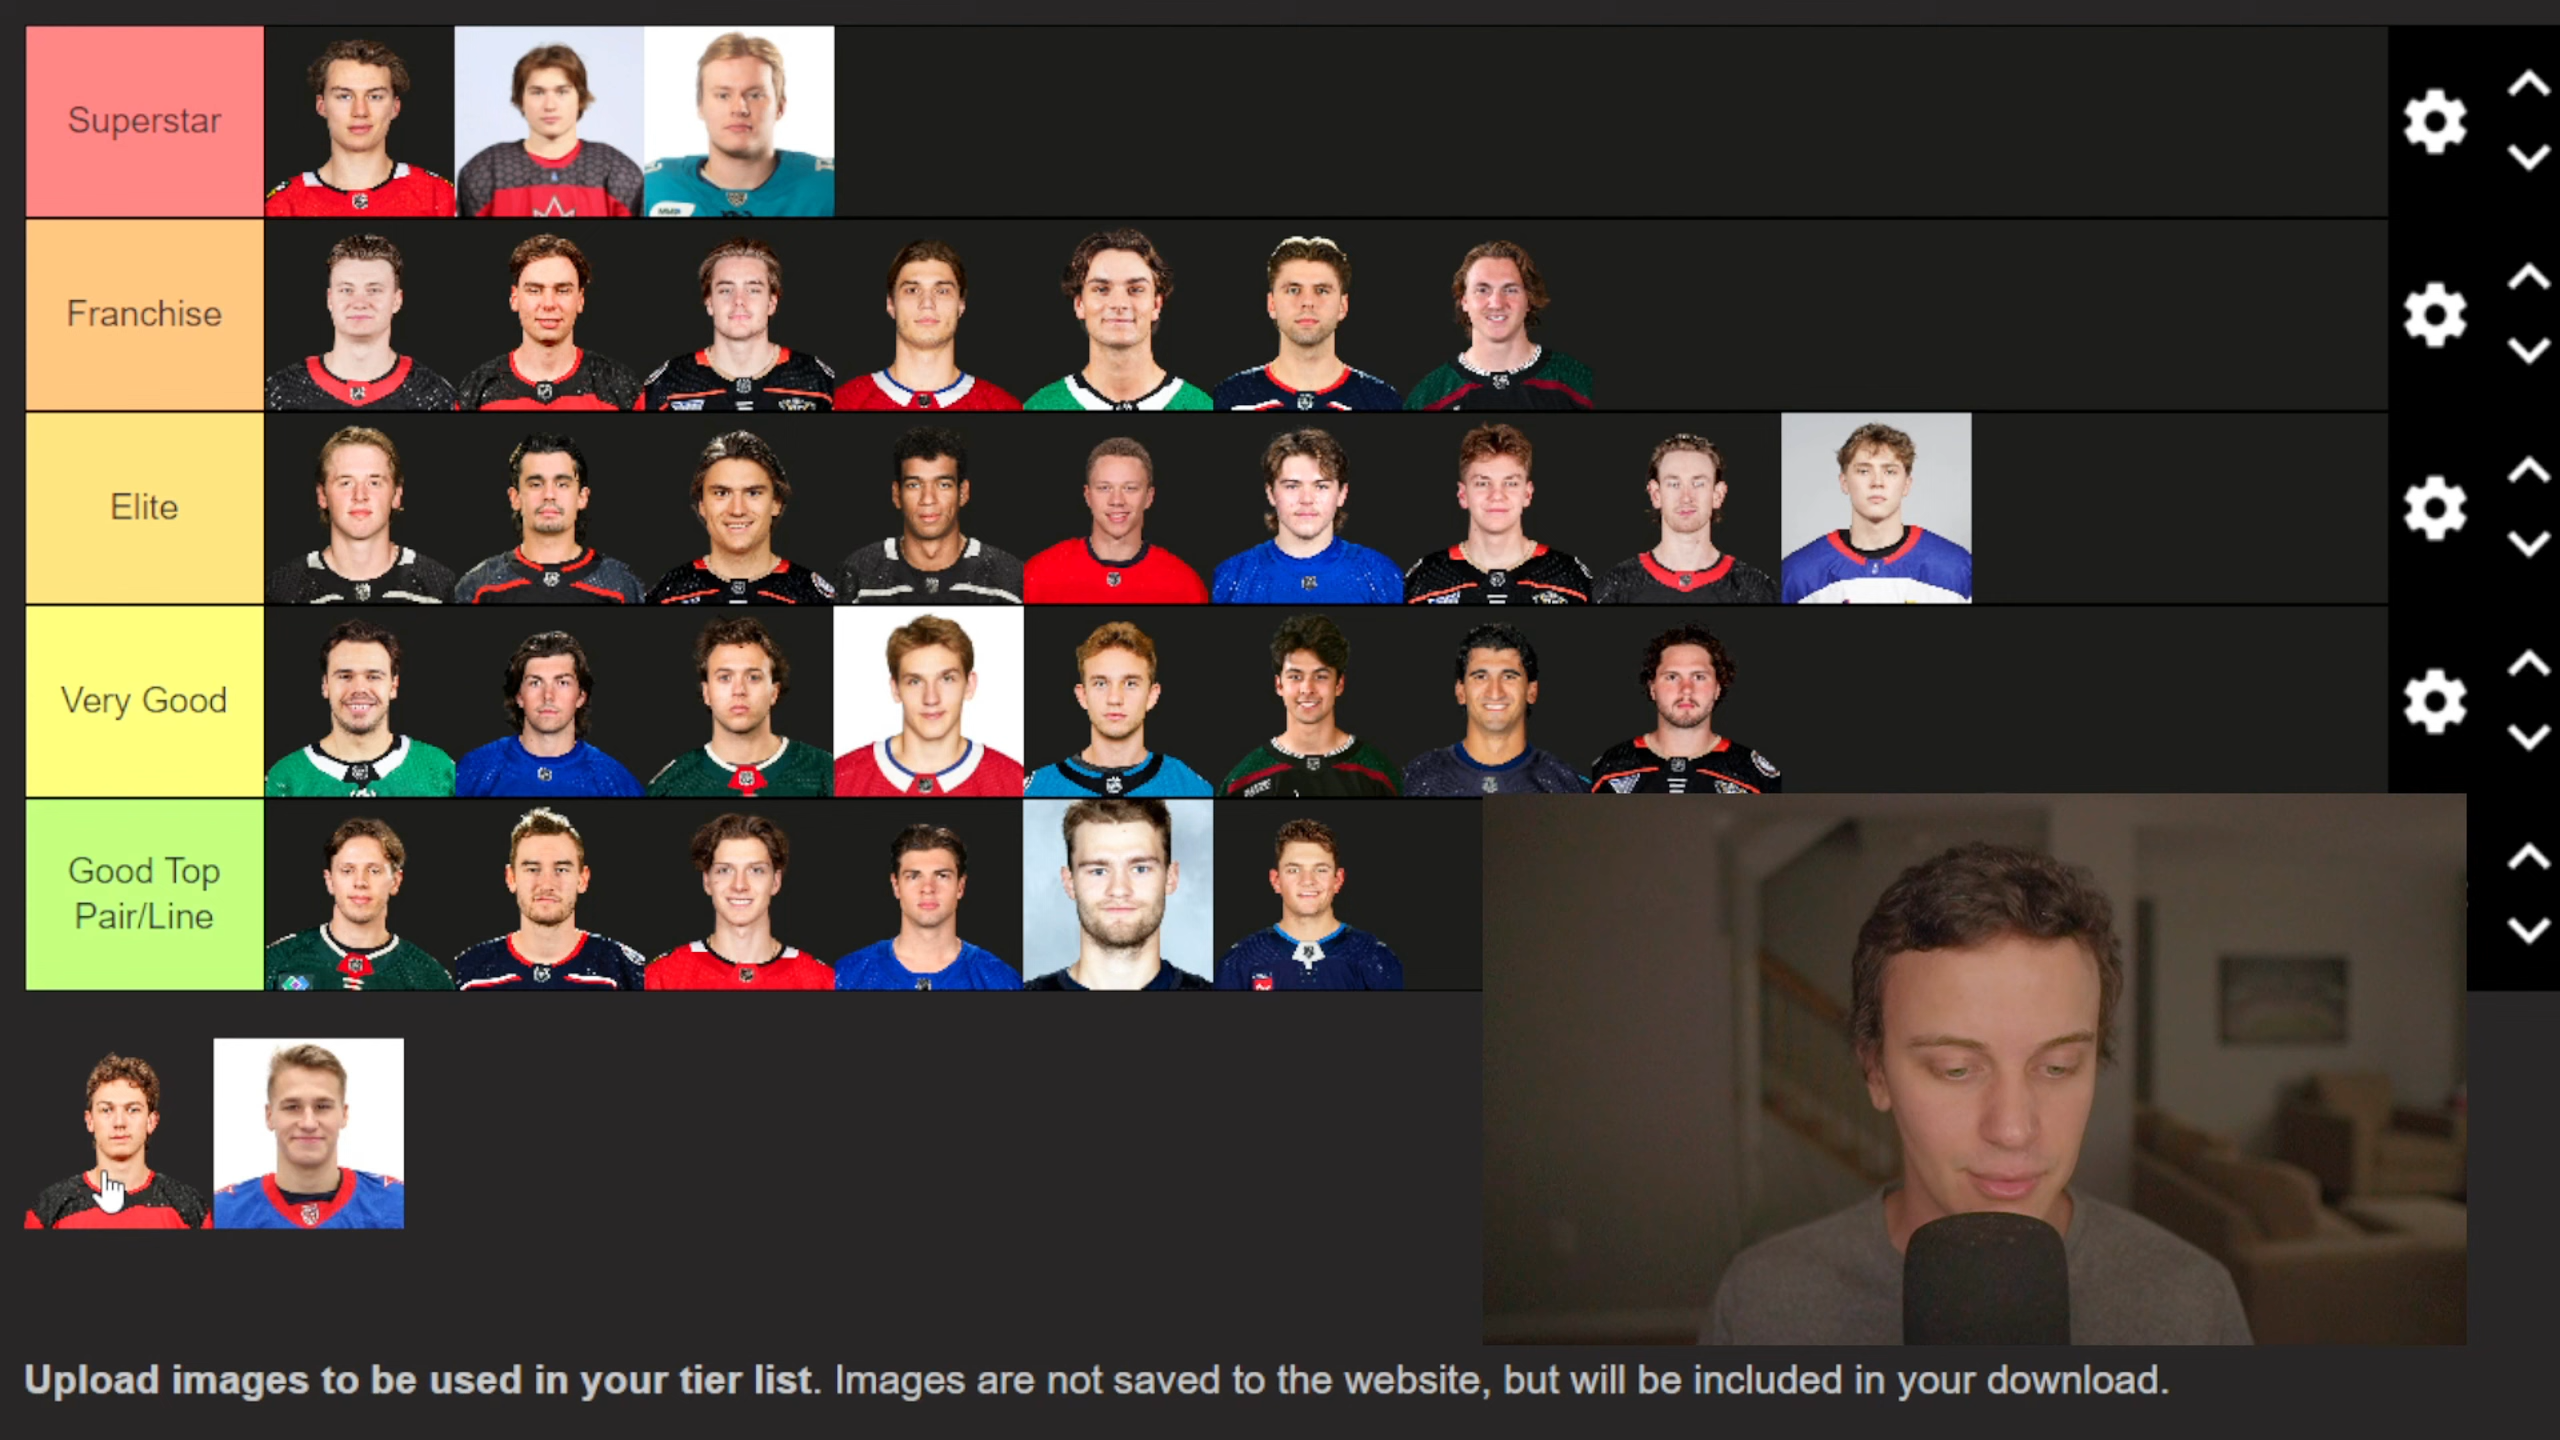 Superstar
Franchise
Elite
Very Good
Good Top
Pair/Line
Upload images to be used in your tier list. Images are not saved to the website, but will be included in your download.